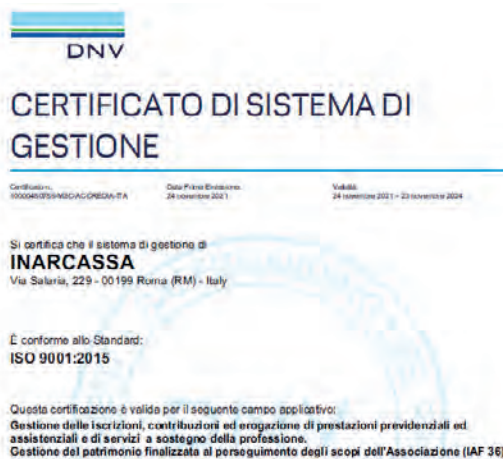 DNV
CERTIFICATO DI SISTEMA DI
GESTIONE
Certificato n.:
Data Prima Emissione:
Validità:
24 novembre 2021
24 novembre 2021 – 23 novembre 2024
Si certifica che il sistema di gestione di
INARCASSA
Via Salaria, 229 - 00199 Roma (RM) - Italy
È conforme allo Standard:
ISO 9001:2015
Questa certificazione è valida per il seguente campo applicativo:
Gestione delle iscrizioni, contribuzioni ed erogazione di prestazioni previdenziali ed
assistenziali e di servizi a sostegno della professione.
Gestione del patrimonio finalizzata al perseguimento degli scopi dell'Associazione (IAF 36)